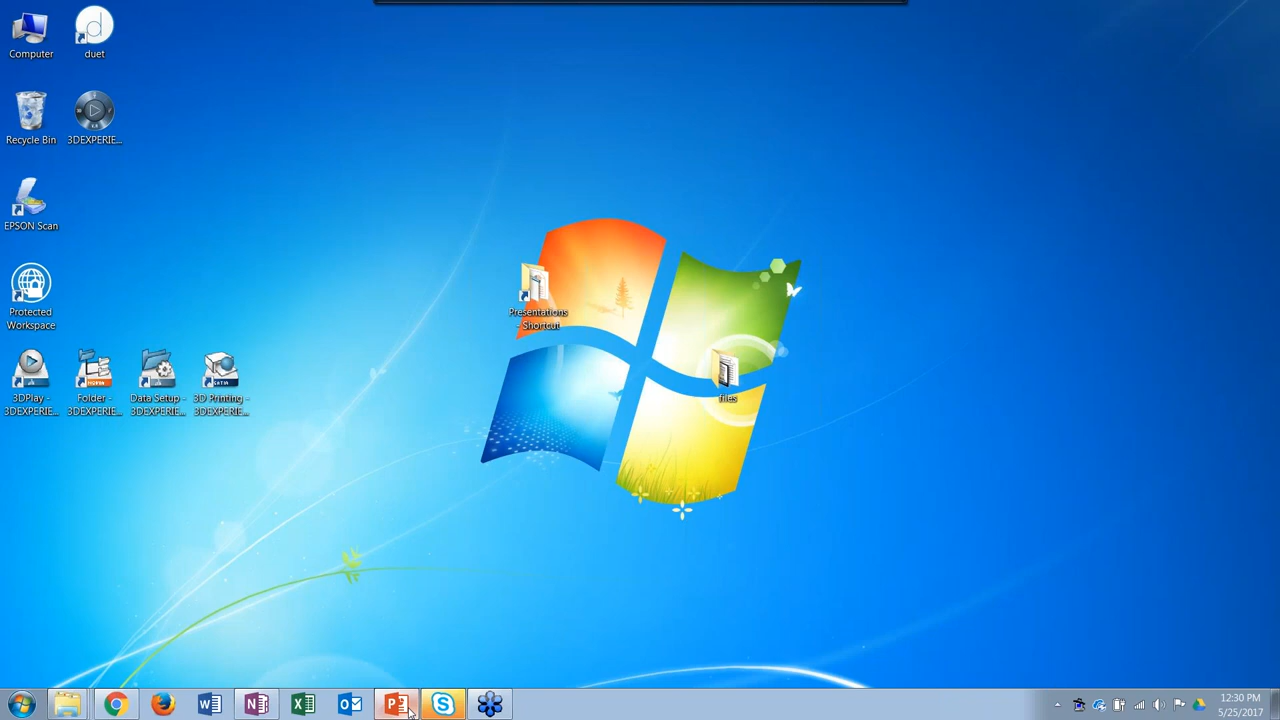 Computer
duet
Recycle Bin
3DEXPERIE...
EPSON Scan
Protected
Workspace
3DPlay -
3DEXPERIE...
Folder -
3DEXPERIE...
Data Setup -
3DEXPERIE...
3D Printing -
3DEXPERIE...
Presentations
- Shortcut
files
12:30 PM
5/25/2017